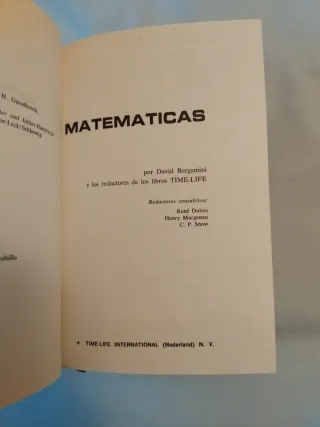 H. Gunelbusch
MATEMATICAS
por David Bergamini
y los redactores de los libros TIME-LIFE
Redactores consultivos:
René Dubos
Henry Margenau
C. P. Snow
• TIME-LIFE INTERNATIONAL (Nederland) N. V.